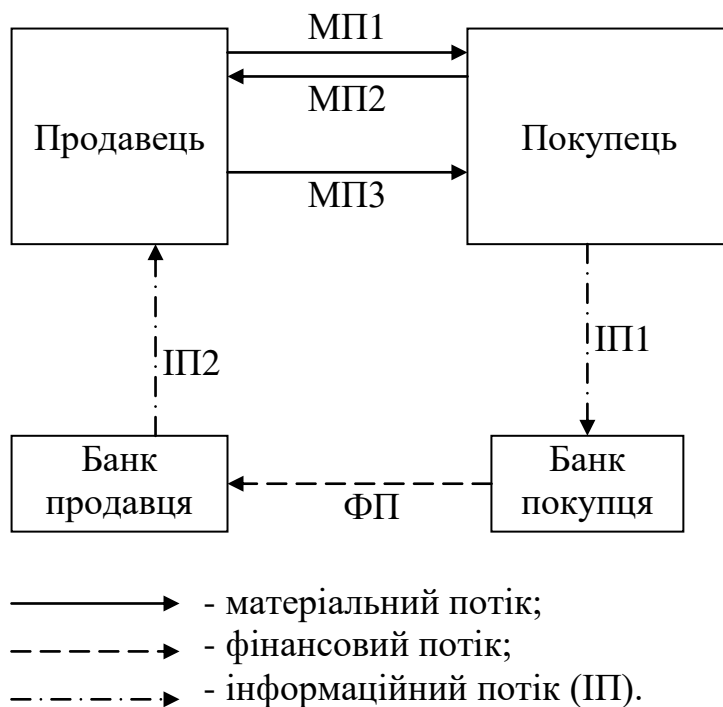 МП1
МП2
Продавець
Покупець
МП3
ІП2
ІП1
Банк
продавця
ФП
Банк
покупця
- матеріальний потік;
- фінансовий потік;
- інформаційний потік (ІП).